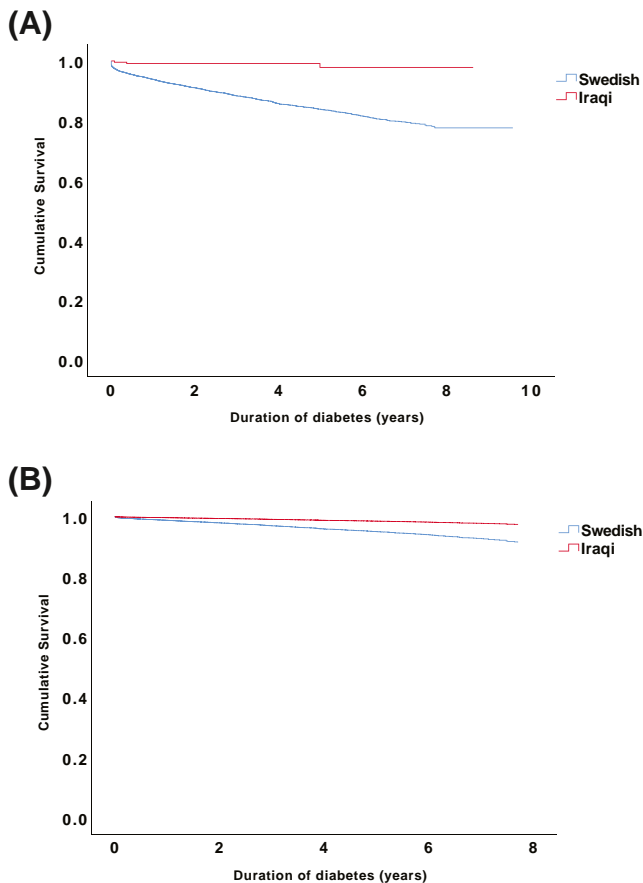 (A)
1.0
0.8
0.6
0.4
0.2
0.0
Cumulative Survival
0 2 4 6 8 10
Duration of diabetes (years)
Swedish
Iraqi
(B)
1.0
0.8
0.6
0.4
0.2
0.0
Cumulative Survival
0 2 4 6 8
Duration of diabetes (years)
Swedish
Iraqi